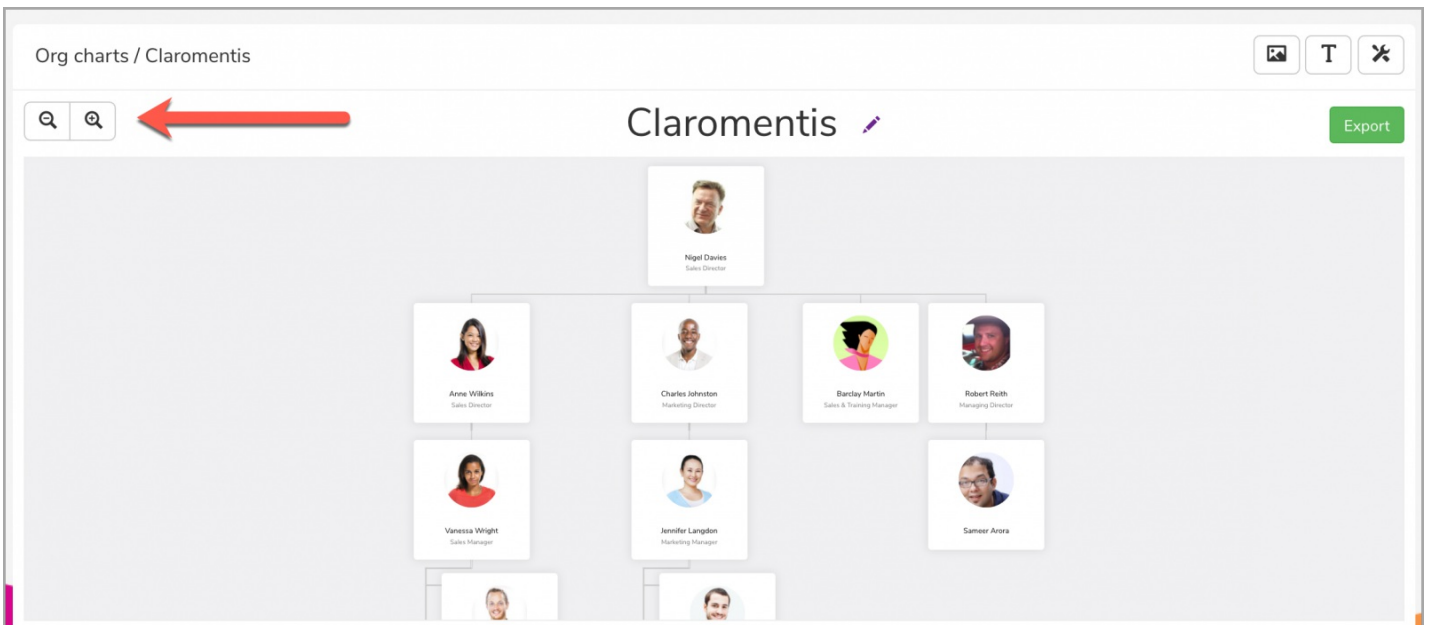 Org charts / Claromentis
T
Claromentis
Export
Nigel Davies
Sales Director
Anne Wilkins
Sales Director
Charles Johnston
Marketing Director
Barclay Martin
Sales & Training Manager
Robert Reith
Managing Director
Vanessa Wright
Sales Manager
Jennifer Langdon
Marketing Manager
Sameer Arora